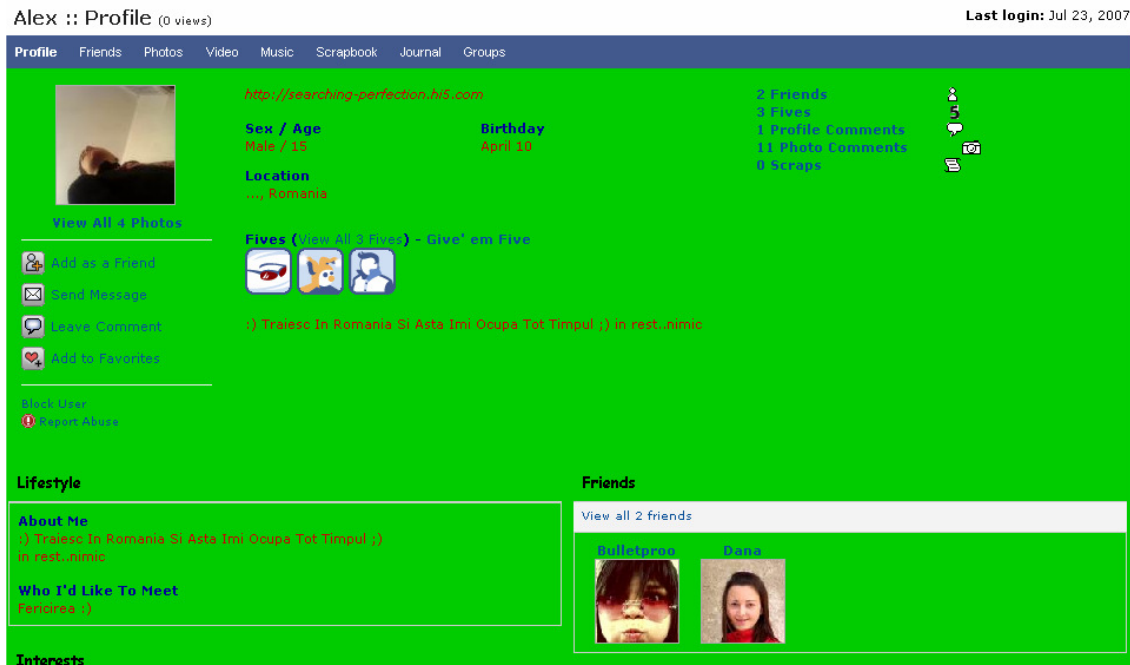 Alex :: Profile (0 views)
Last login: Jul 23, 2007
Profile Friends Photos Video Music Scrapbook Journal Groups
http://searching-perfection.hi5.com
Sex / Age
Male / 15
Birthday
April 10
Location
..., Romania
2 Friends
3 Fives
5
1 Profile Comments
11 Photo Comments
0 Scraps
View All 4 Photos
Add as a Friend
Send Message
Leave Comment
Add to Favorites
Block User
Report Abuse
Fives (View All 3 Fives) - Give' em Five
:) Traiesc In Romania Si Asta Imi Ocupa Tot Timpul ;) in rest..nimic
Lifestyle
About Me
:) Traiesc In Romania Si Asta Imi Ocupa Tot Timpul ;)
in rest..nimic
Who I'd Like To Meet
Fericirea :)
Friends
View all 2 friends
Bulletproo Dana
Interests